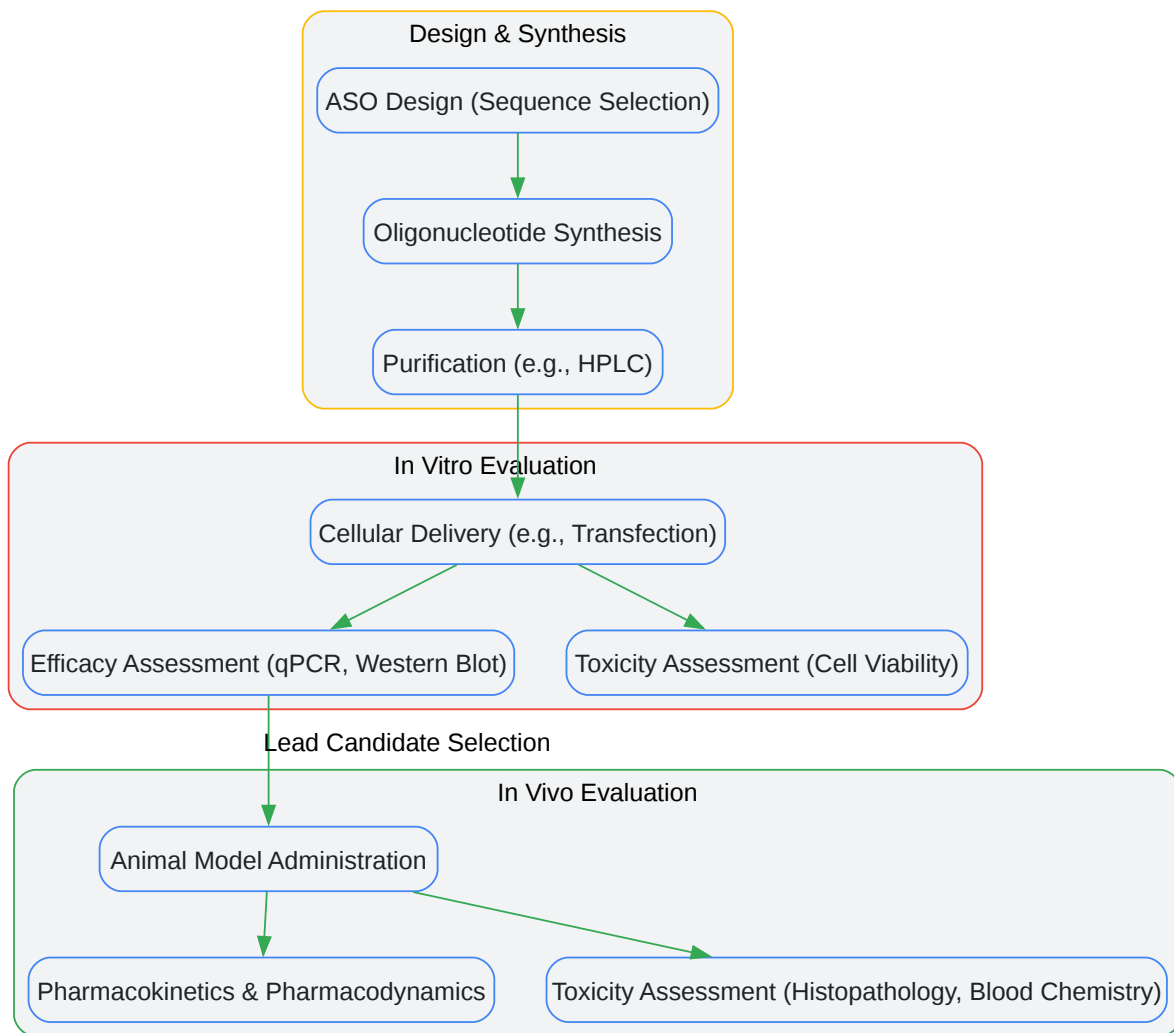 Design & Synthesis
ASO Design (Sequence Selection)
Oligonucleotide Synthesis
Purification (e.g., HPLC)
In Vitro Evaluation
Cellular Delivery (e.g., Transfection)
Efficacy Assessment (qPCR, Western Blot)
Toxicity Assessment (Cell Viability)
Lead Candidate Selection
In Vivo Evaluation
Animal Model Administration
Pharmacokinetics & Pharmacodynamics
Toxicity Assessment (Histopathology, Blood Chemistry)